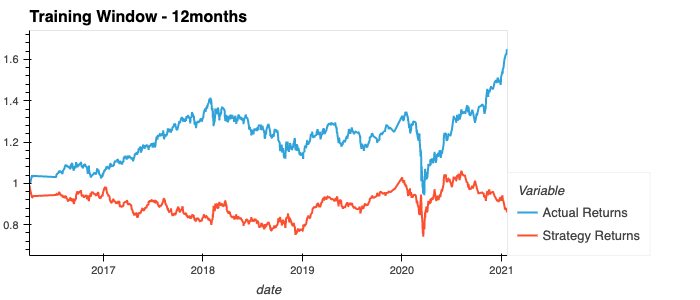 Training Window - 12months
1.6
1.4
1.2
1
0.8
2017 2018 2019 2020 2021
date
Variable
Actual Returns
Strategy Returns